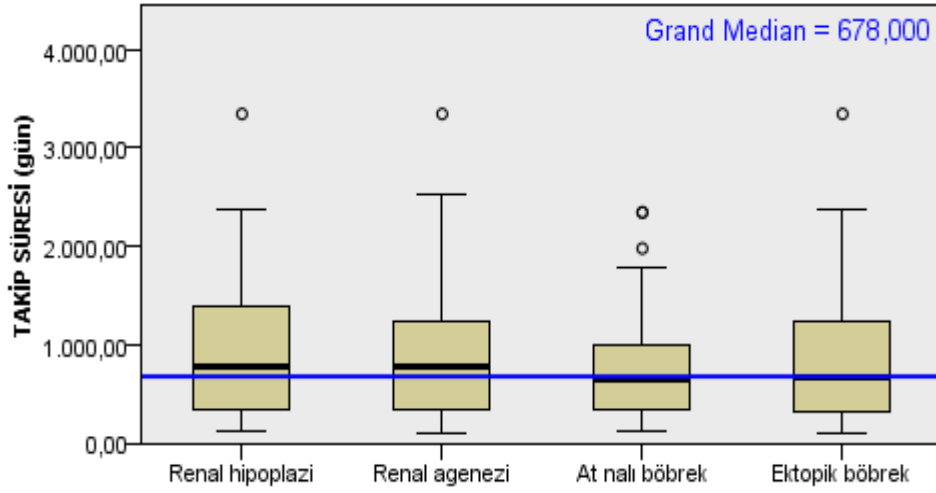 Grand Median = 678,000
TAKİP SÜRESİ (gün)
4.000,00
3.000,00
2.000,00
1.000,00
0,00
Renal hipoplazi
Renal agenezi
At nalı böbrek
Ektopik böbrek